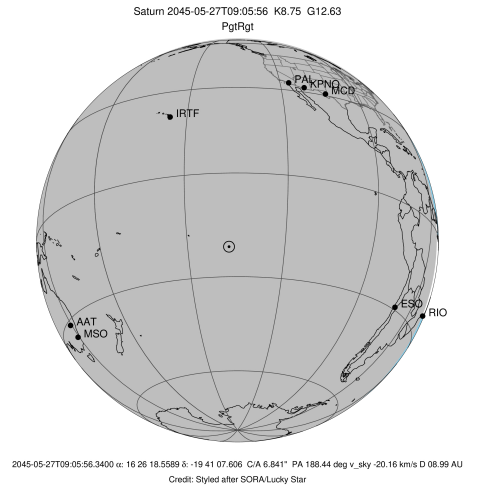 Saturn 2045-05-27T09:05:56 K8.75 G12.63
PgtRgt
PAL
KPNO
MCD
IRTF
ESO
RIO
AAT
MSO
2045-05-27T09:05:56.3400 α: 16 26 18.5589 δ: -19 41 07.606 C/A 6.841" PA 188.44 deg v_sky -20.16 km/s D 08.99 AU
Credit: Styled after SORA/Lucky Star